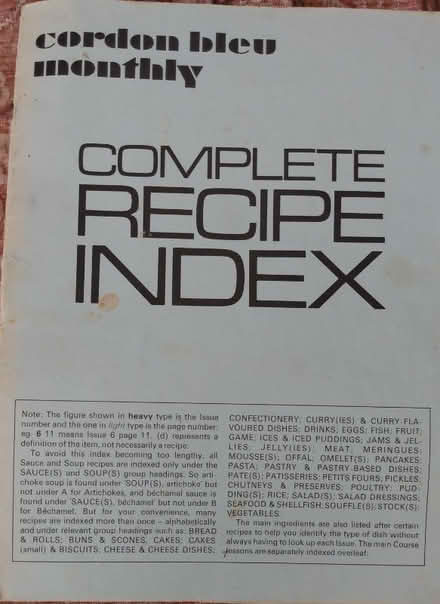 cordon bleu
monthly
COMPLETE
RECIPE
INDEX
Note: The figure shown in heavy type is the Issue
number and the one in light type is the page number:
eg. 6 11 means Issue 6 page 11. (d) represents a
definition of the item, not necessarily a recipe.
To avoid this index becoming too lengthy, all
Sauce and Soup recipes are indexed only under the
SAUCE(S) and SOUP(S) group headings. So arti-
choke soup is found under SOUP(S), artichoke but
not under A for Artichokes, and béchamel sauce is
found under SAUCE(S), béchamel but not under B
for Béchamel. But for your convenience, many
recipes are indexed more than once – alphabetically
and under relevant group headings such as: BREAD
& ROLLS; BUNS & SCONES; CAKES; CAKES
(small) & BISCUITS; CHEESE & CHEESE DISHES;
CONFECTIONERY; CURRY(IES) & CURRY-FLA-
VOURED DISHES; DRINKS; EGGS; FISH; FRUIT;
GAME; ICES & ICED PUDDINGS; JAMS & JEL-
LIES; JELLY(IES); MEAT; MERINGUES;
MOUSSE(S); OFFAL; OMELET(S); PANCAKES;
PASTA; PASTRY & PASTRY-BASED DISHES;
PATE(S); PATISSERIES; PETITS FOURS; PICKLES,
CHUTNEYS & PRESERVES; POULTRY; PUD-
DING(S); RICE; SALAD(S); SALAD DRESSINGS;
SEAFOOD & SHELLFISH; SOUFFLE(S); STOCK(S);
VEGETABLES.
The main ingredients are also listed after certain
recipes to help you identify the type of dish without
always having to look up each Issue. The main Course
lessons are separately indexed overleaf.